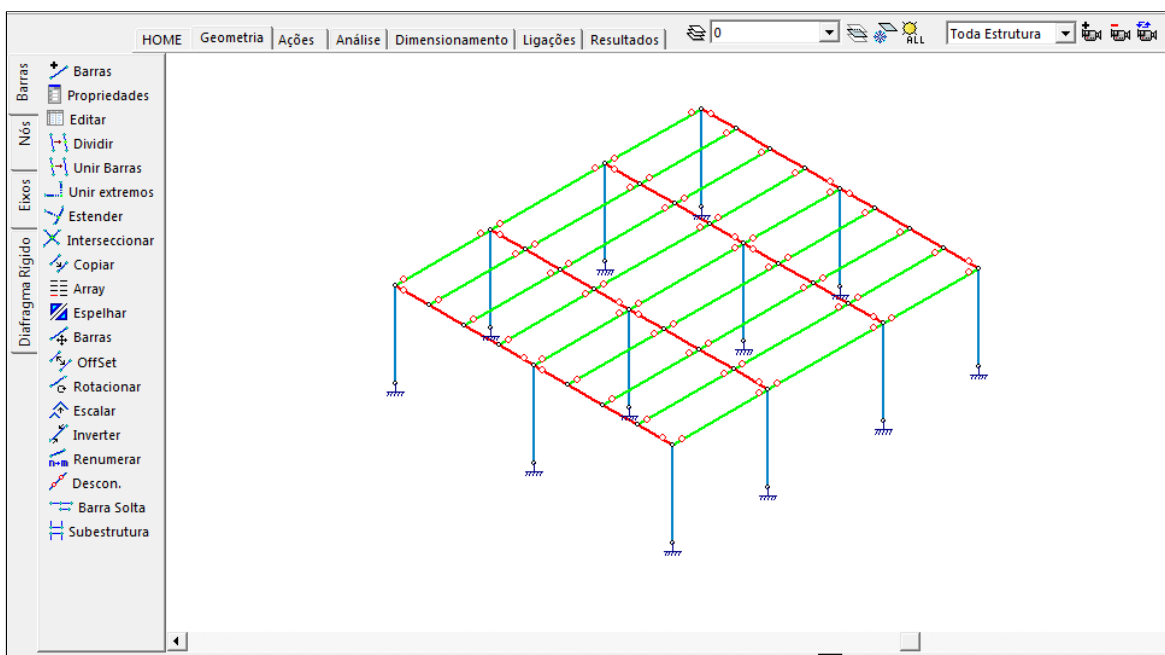 HOME Geometria Ações Análise Dimensionamento Ligações Resultados 0 ALL Toda Estrutura
Barras
Nós
Eixos
Diafragma Rígido
Barras
Propriedades
Editar
Dividir
Unir Barras
Unir extremos
Estender
Interseccionar
Copiar
Array
Espelhar
Barras
OffSet
Rotacionar
Escalar
Inverter
n→m Renumerar
Descon.
Barra Solta
Subestrutura